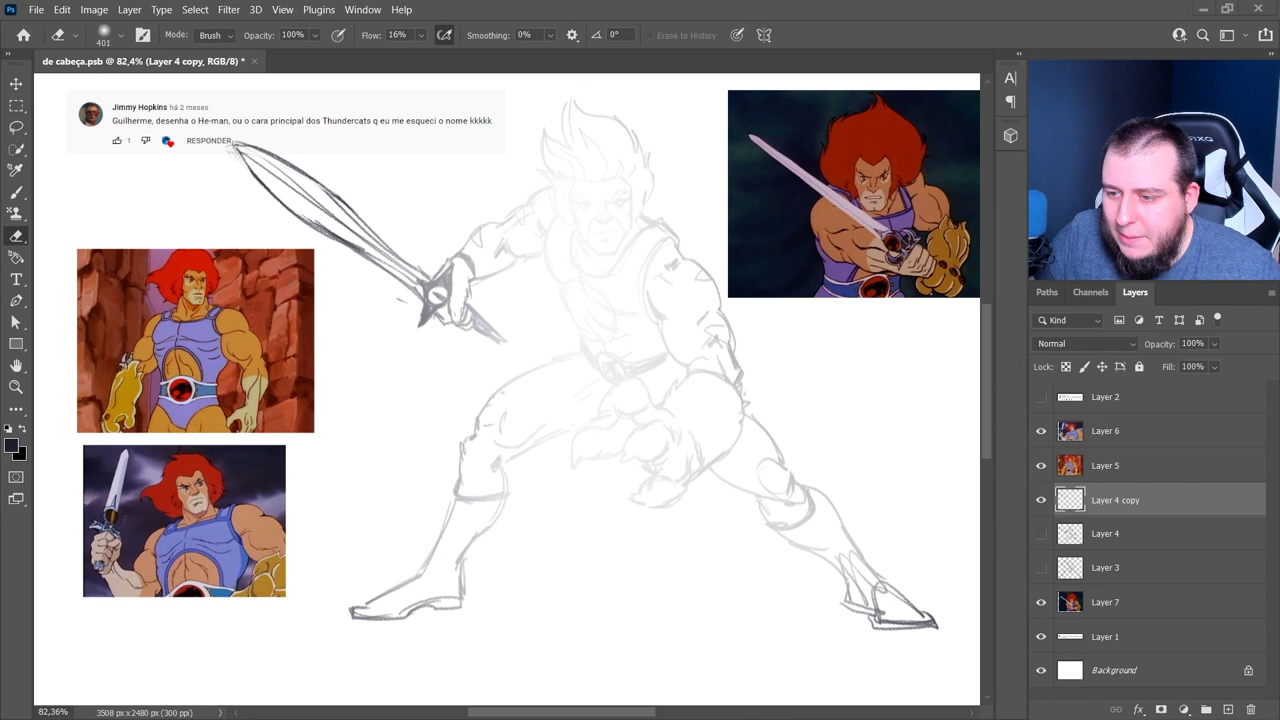 Ps File Edit Image Layer Type Select Filter 3D View Plugins Window Help
401 Mode: Brush Opacity: 100% Flow: 16% Smoothing: 0% 0° Erase to History
de cabeça.psb @ 82,4% (Layer 4 copy, RGB/8) *
Jimmy Hopkins há 2 meses
Guilherme, desenha o He-man, ou o cara principal dos Thundercats q eu me esqueci o nome kkkkk
1 RESPONDER
Paths Channels Layers
Kind
Normal Opacity: 100%
Lock: Fill: 100%
Layer 2
Layer 6
Layer 5
Layer 4 copy
Layer 4
Layer 3
Layer 7
Layer 1
Background
82,36% 3508 px x 2480 px (300 ppi)